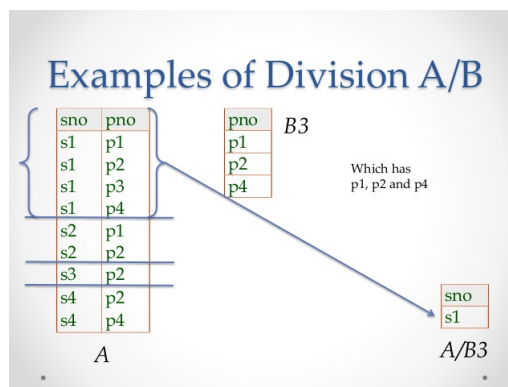 Examples of Division A/B
sno pno
s1 p1
s1 p2
s1 p3
s1 p4
s2 p1
s2 p2
s3 p2
s4 p2
s4 p4
A
pno
p1
p2
p4
B3
Which has
p1, p2 and p4
sno
s1
A/B3